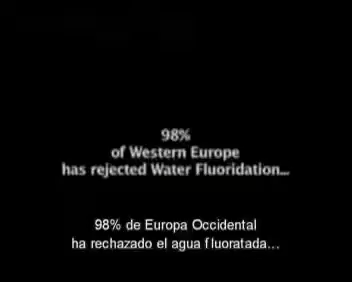 98%
of Western Europe
has rejected Water Fluoridation...
98% de Europa Occidental
ha rechazado el agua fluoratada...